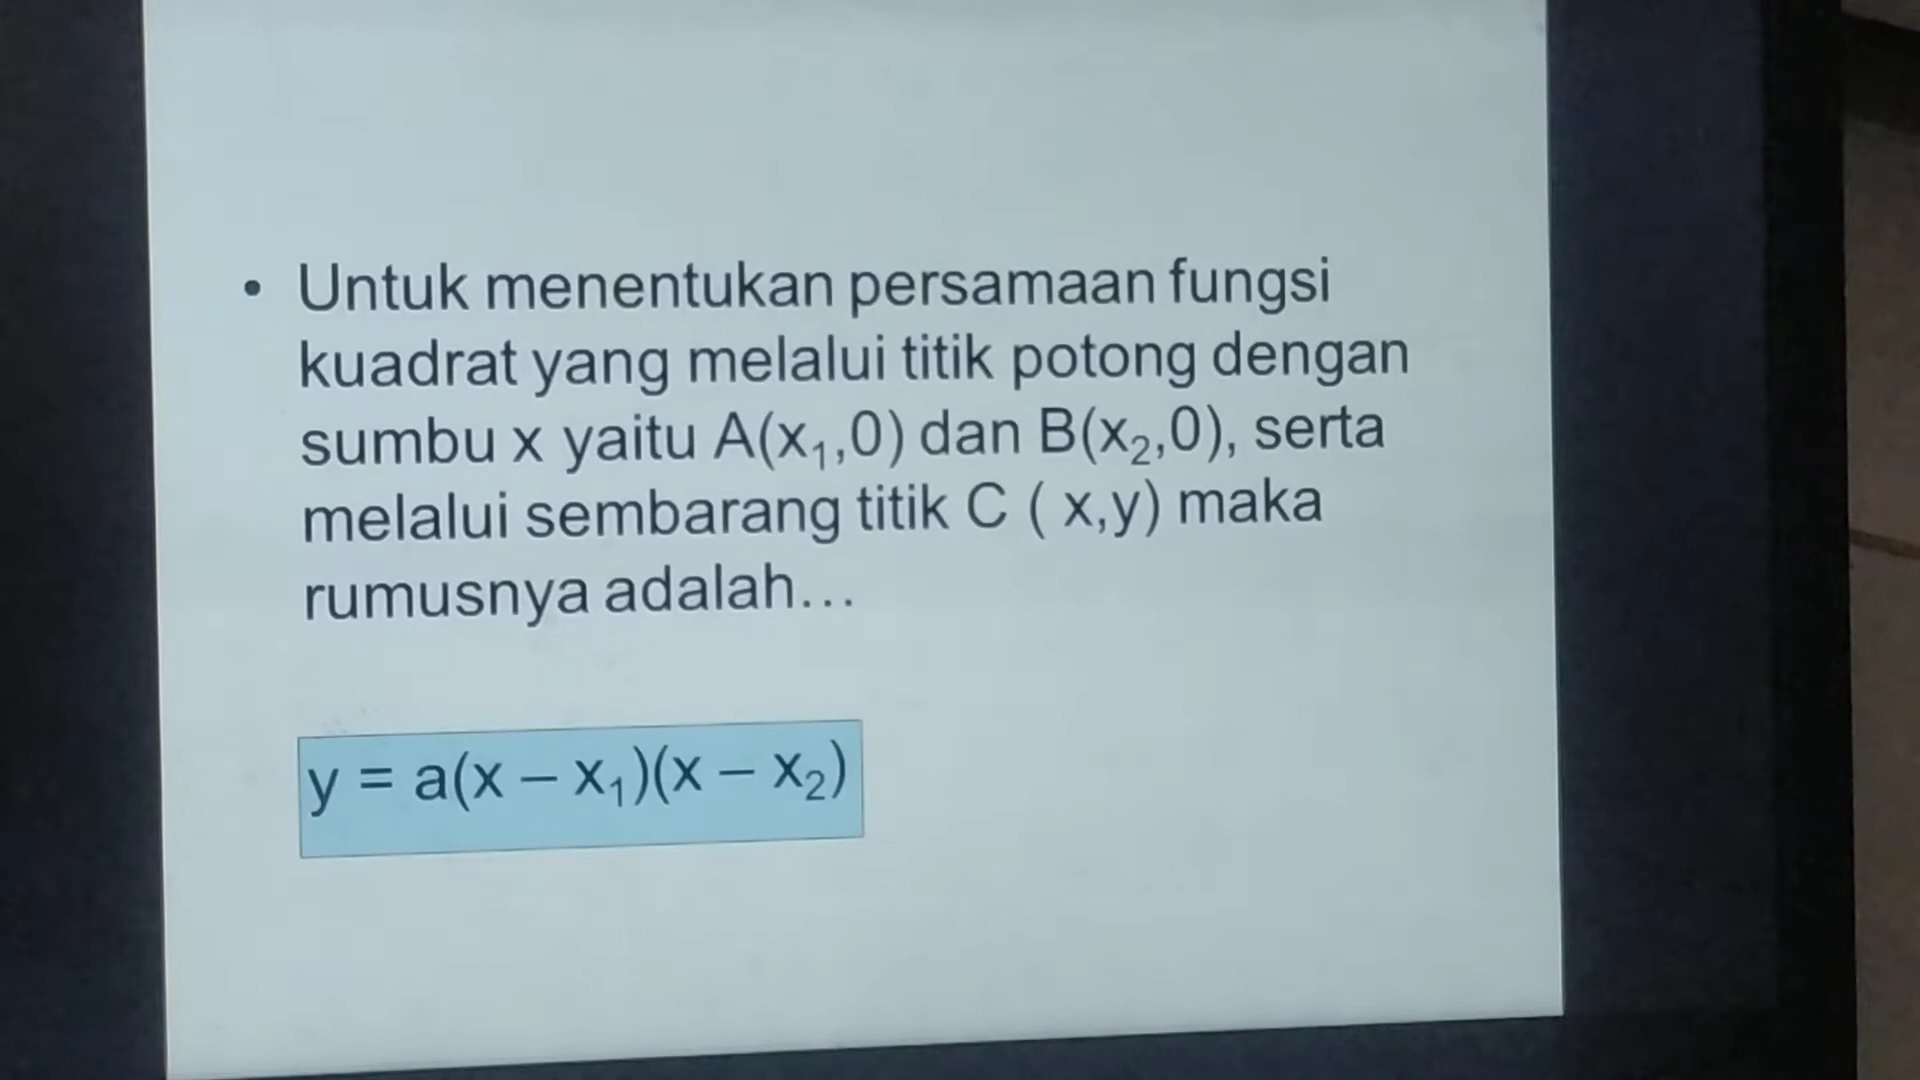 • Untuk menentukan persamaan fungsi
kuadrat yang melalui titik potong dengan
sumbu x yaitu A(x₁,0) dan B(x₂,0), serta
melalui sembarang titik C ( x,y) maka
rumusnya adalah...
y = a(x – x₁)(x – x₂)